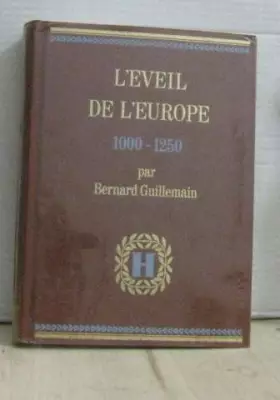 L'EVEIL
DE L'EUROPE
1000-1250
par
Bernard Guillemain
H